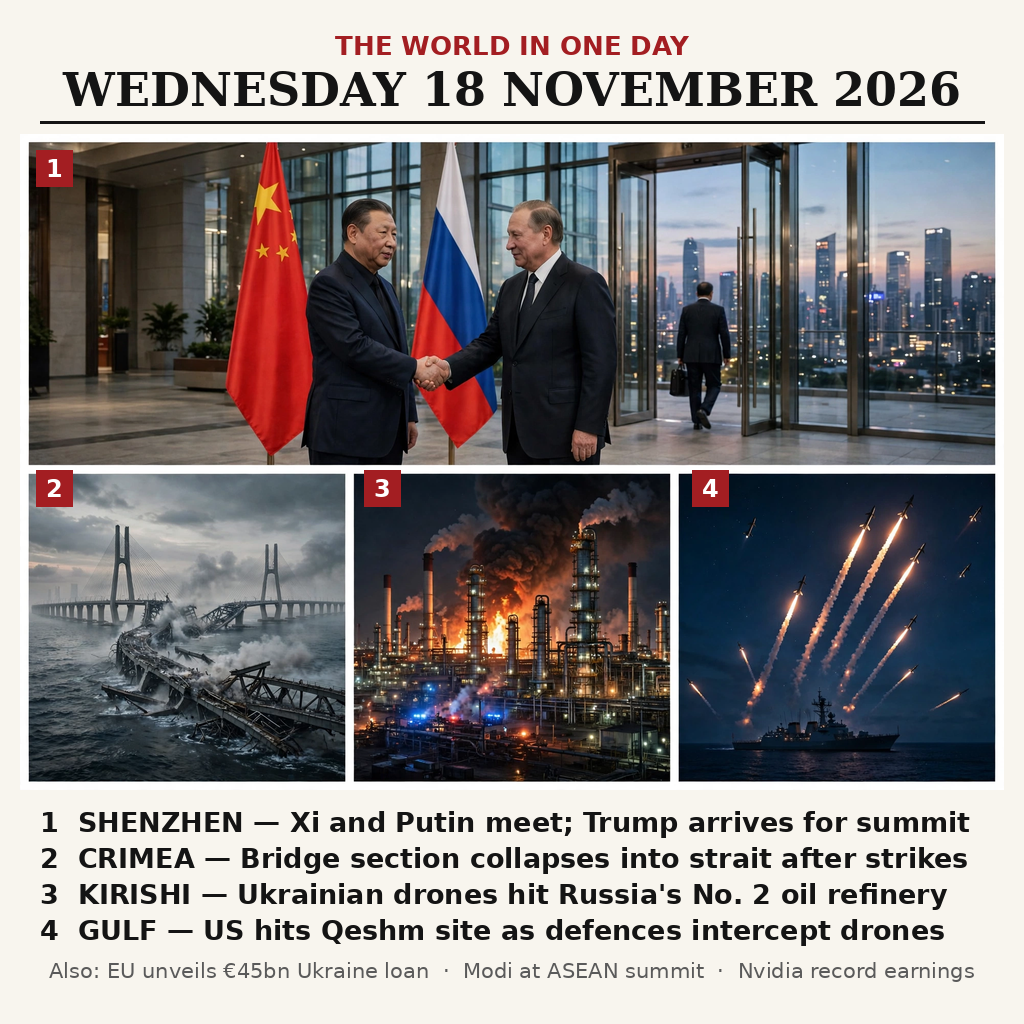 THE WORLD IN ONE DAY
WEDNESDAY 18 NOVEMBER 2026
1
2
3
4
1 SHENZHEN — Xi and Putin meet; Trump arrives for summit
2 CRIMEA — Bridge section collapses into strait after strikes
3 KIRISHI — Ukrainian drones hit Russia's No. 2 oil refinery
4 GULF — US hits Qeshm site as defences intercept drones
Also: EU unveils €45bn Ukraine loan · Modi at ASEAN summit · Nvidia record earnings